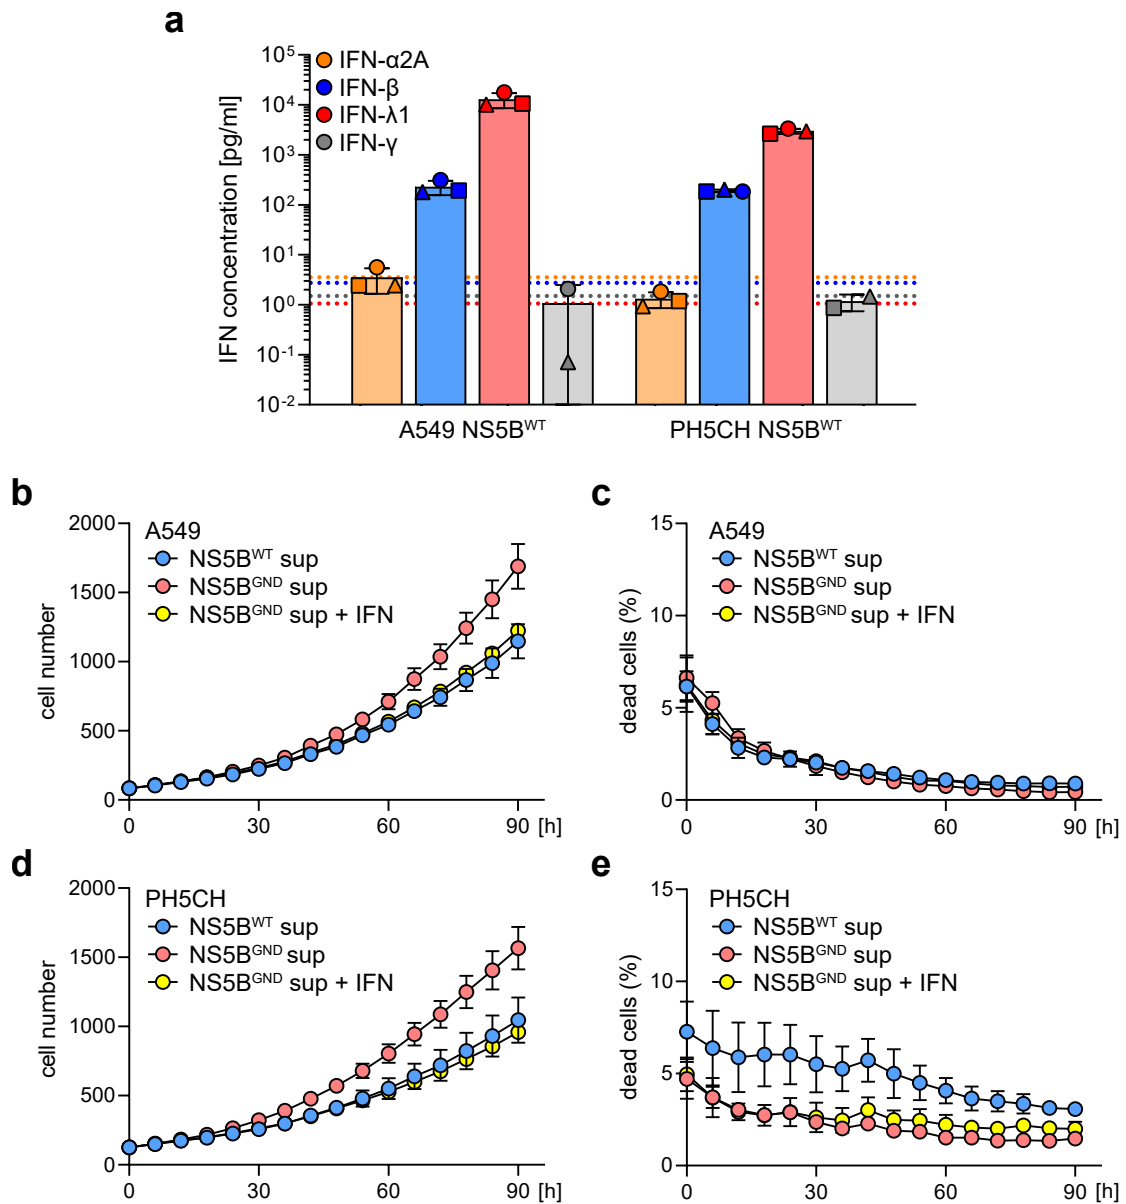 a
IFN concentration [pg/ml]
10⁵
10⁴
10³
10²
10¹
10⁰
10⁻¹
10⁻²
IFN-α2A
IFN-β
IFN-λ1
IFN-γ
A549 NS5Bᵂᵀ
PH5CH NS5Bᵂᵀ
b
cell number
2000
1500
1000
500
0
A549
NS5Bᵂᵀ sup
NS5Bᴳᴺᴰ sup
NS5Bᴳᴺᴰ sup + IFN
0 30 60 90 [h]
c
dead cells (%)
15
10
5
0
A549
NS5Bᵂᵀ sup
NS5Bᴳᴺᴰ sup
NS5Bᴳᴺᴰ sup + IFN
0 30 60 90 [h]
d
cell number
2000
1500
1000
500
0
PH5CH
NS5Bᵂᵀ sup
NS5Bᴳᴺᴰ sup
NS5Bᴳᴺᴰ sup + IFN
0 30 60 90 [h]
e
dead cells (%)
15
10
5
0
PH5CH
NS5Bᵂᵀ sup
NS5Bᴳᴺᴰ sup
NS5Bᴳᴺᴰ sup + IFN
0 30 60 90 [h]